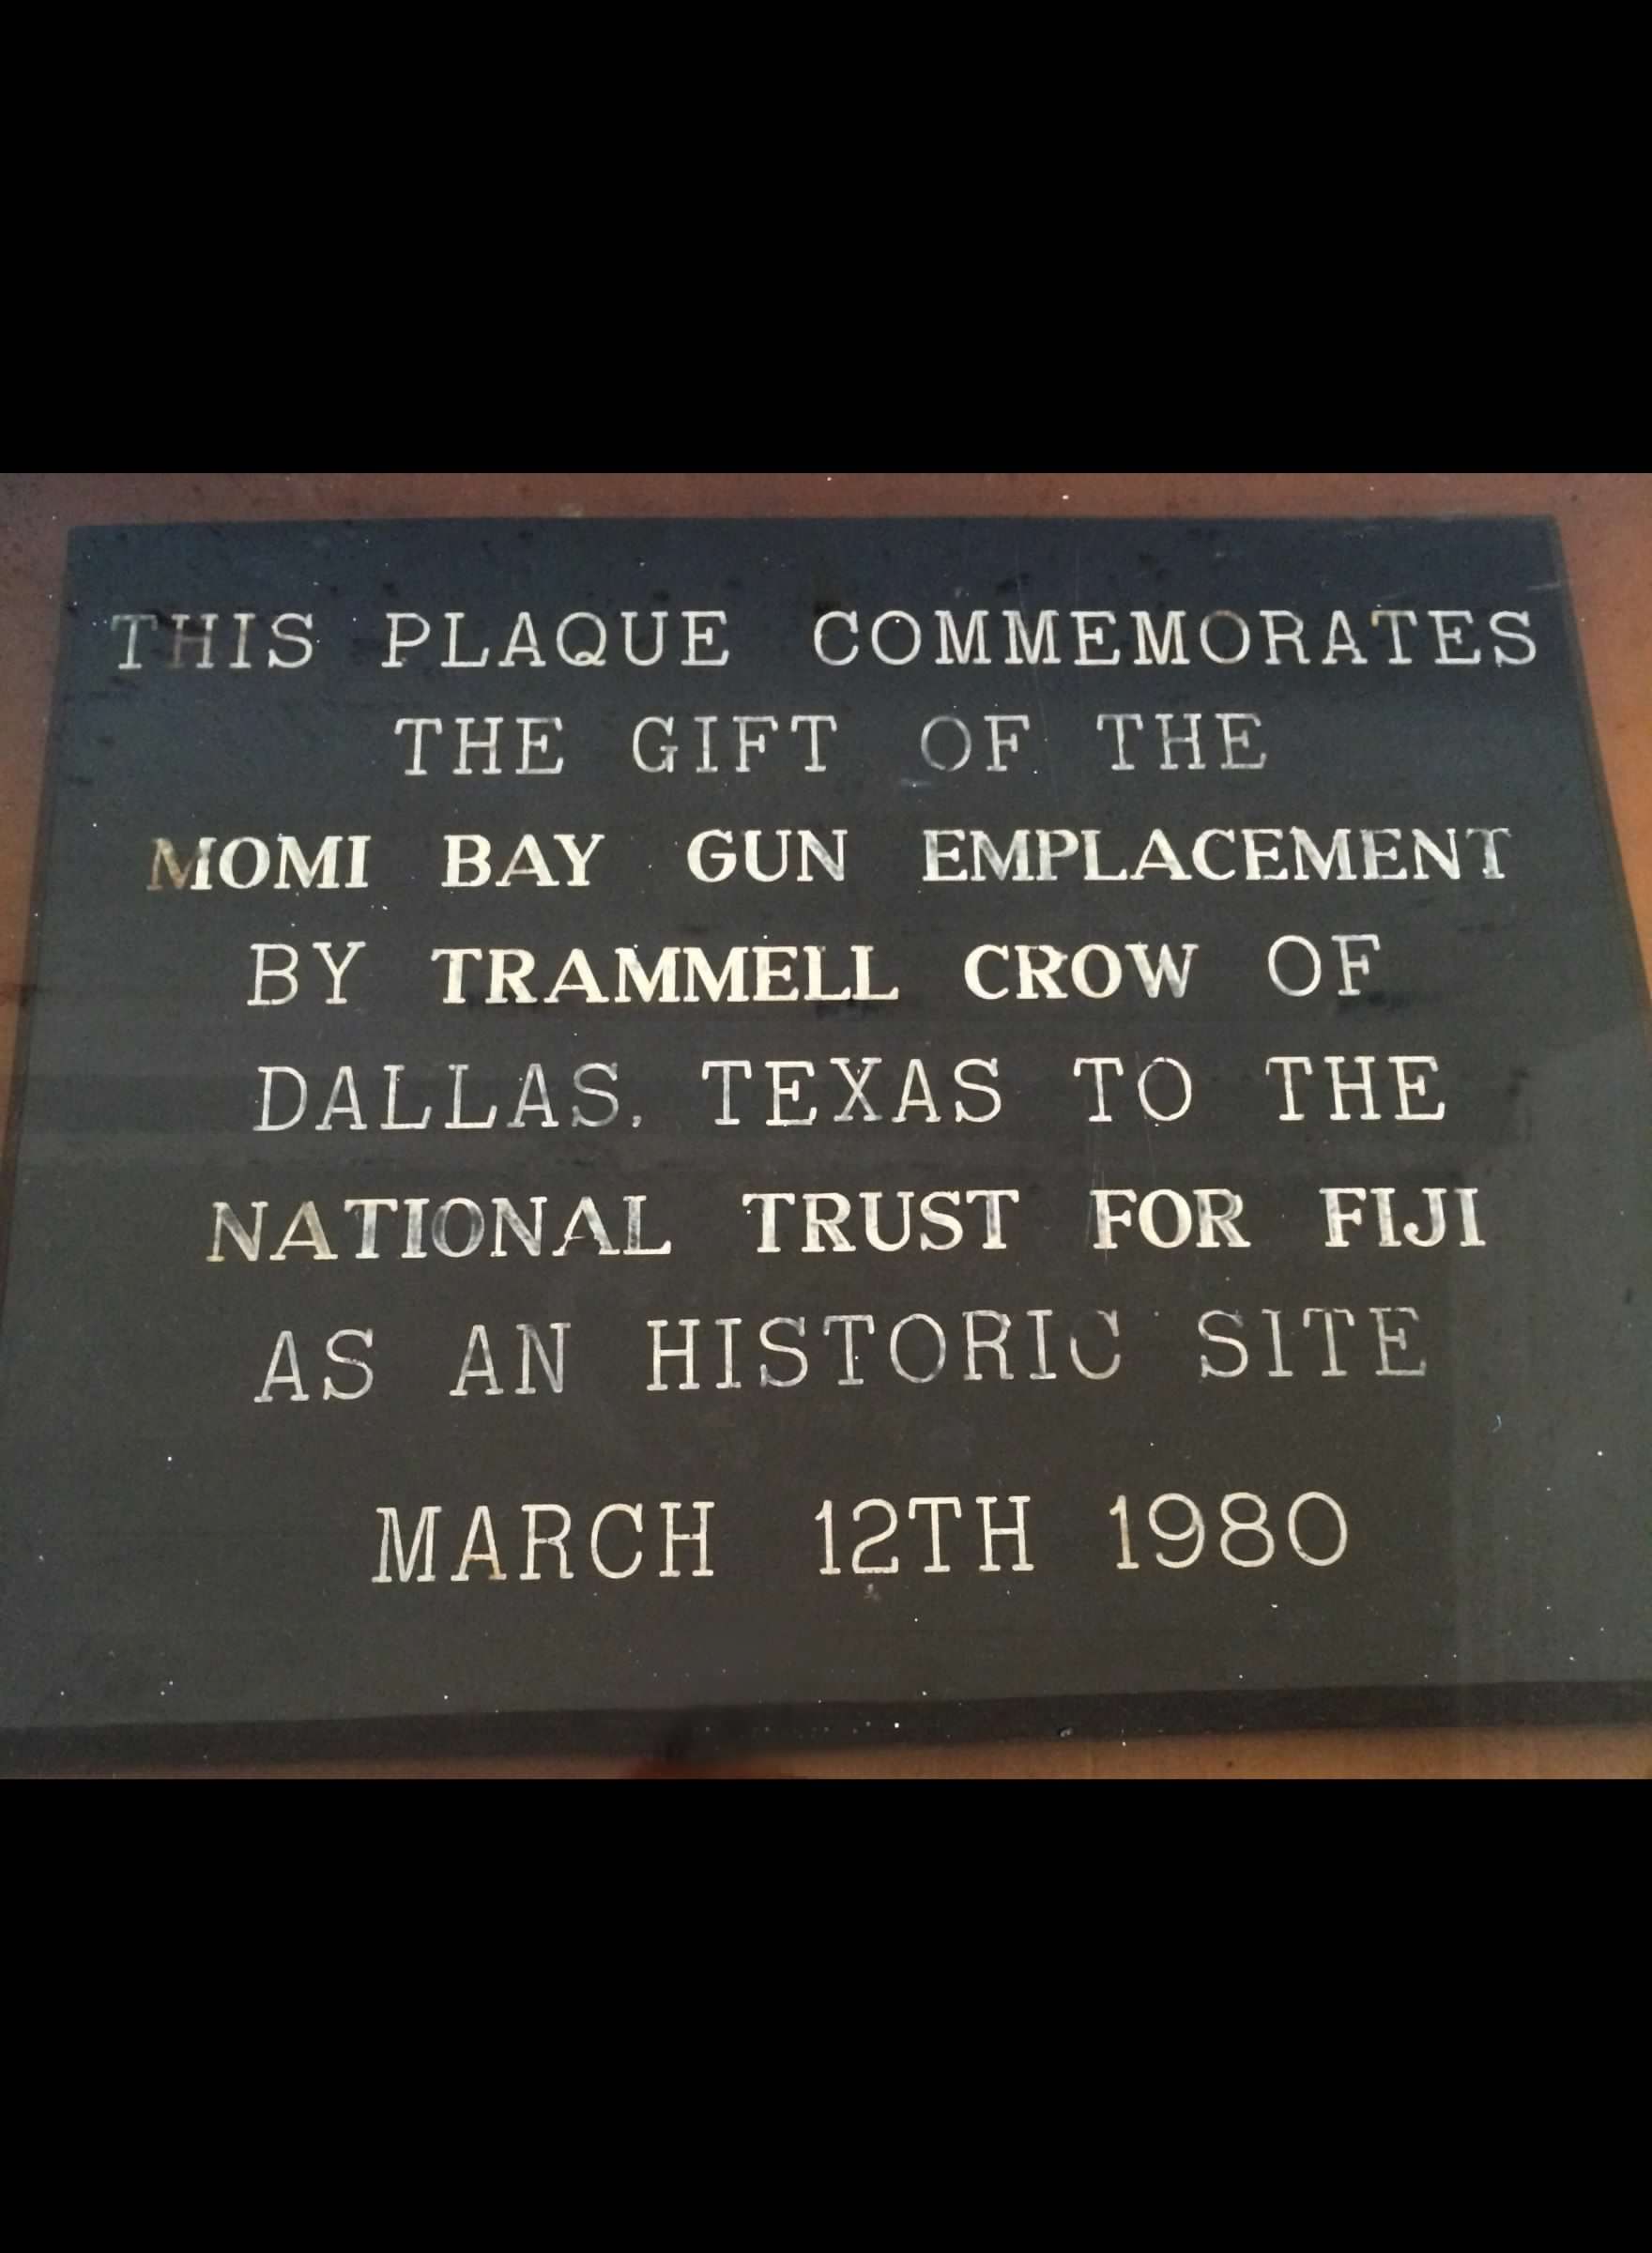 THIS PLAQUE COMMEMORATES
THE GIFT OF THE
MOMI BAY GUN EMPLACEMENT
BY TRAMMELL CROW OF
DALLAS, TEXAS TO THE
NATIONAL TRUST FOR FIJI
AS AN HISTORIC SITE
MARCH 12TH 1980